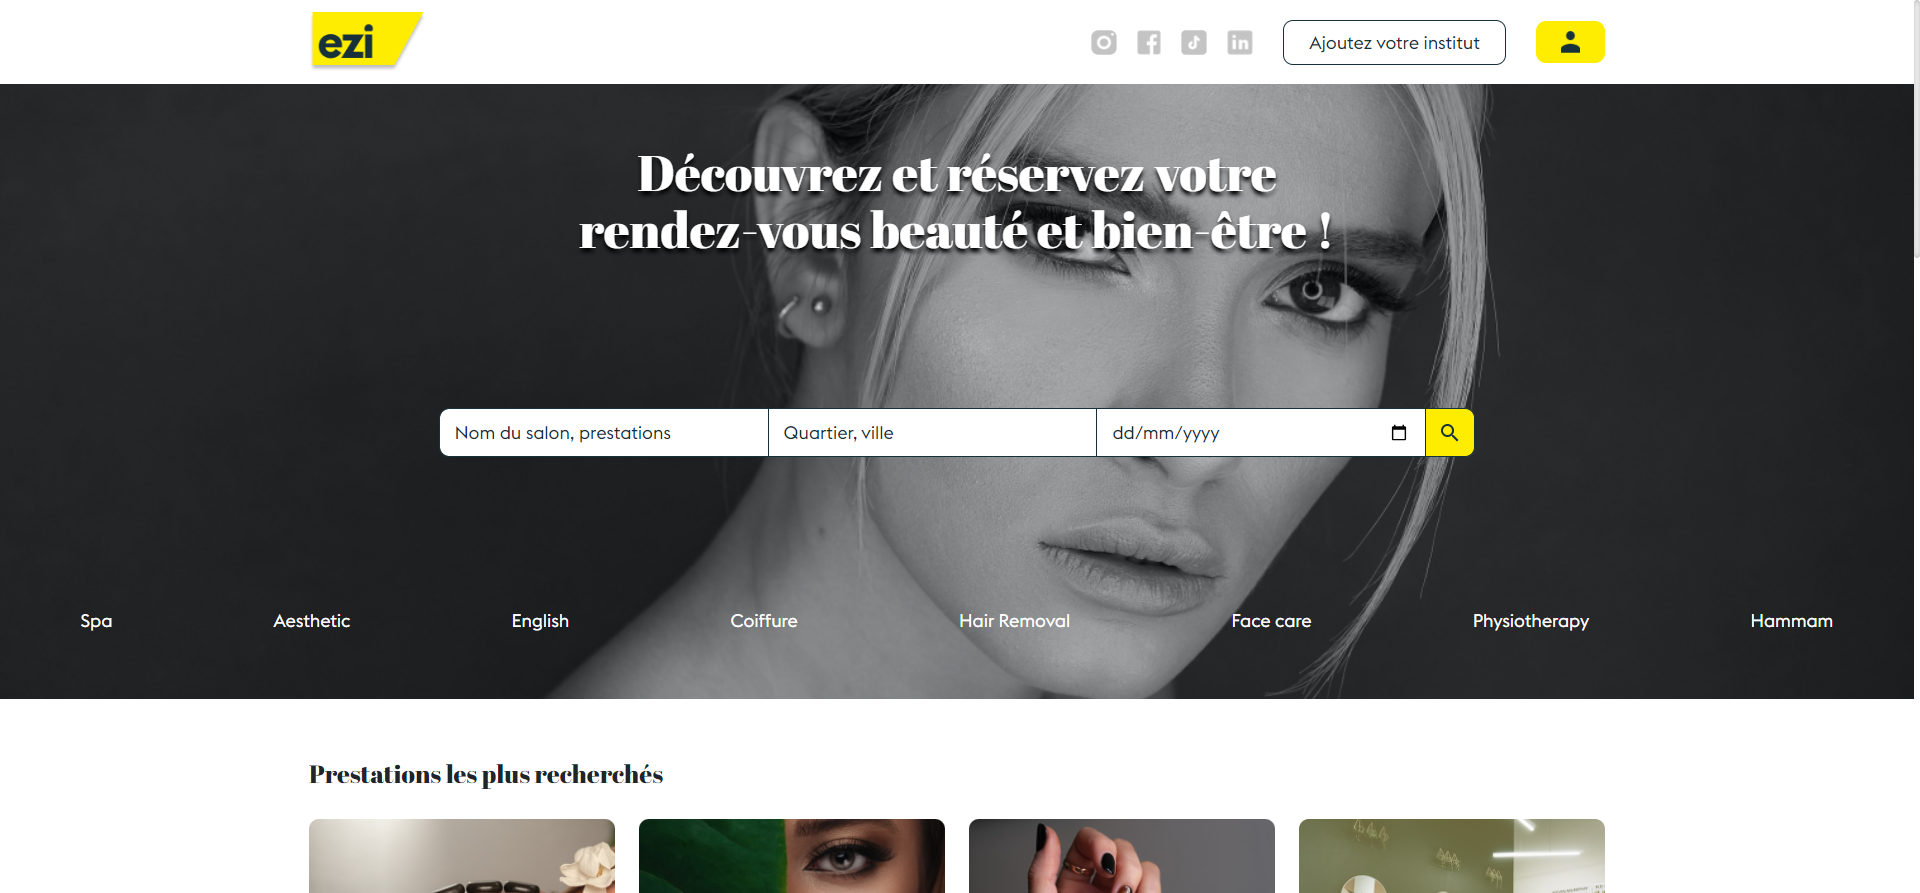 ezi
Ajoutez votre institut
Découvrez et réservez votre
rendez-vous beauté et bien-être !
Nom du salon, prestations
Quartier, ville
dd/mm/yyyy
Spa
Aesthetic
English
Coiffure
Hair Removal
Face care
Physiotherapy
Hammam
Prestations les plus recherchés